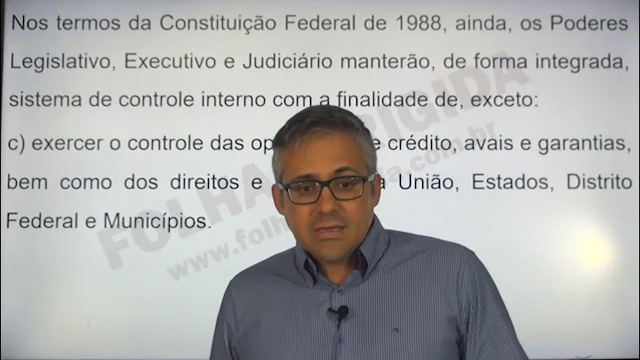 Nos termos da Constituição Federal de 1988, ainda, os Poderes
Legislativo, Executivo e Judiciário manterão, de forma integrada,
sistema de controle interno com a finalidade de, exceto:
c) exercer o controle das op e crédito, avais e garantias,
bem como dos direitos e a União, Estados, Distrito
Federal e Municípios.